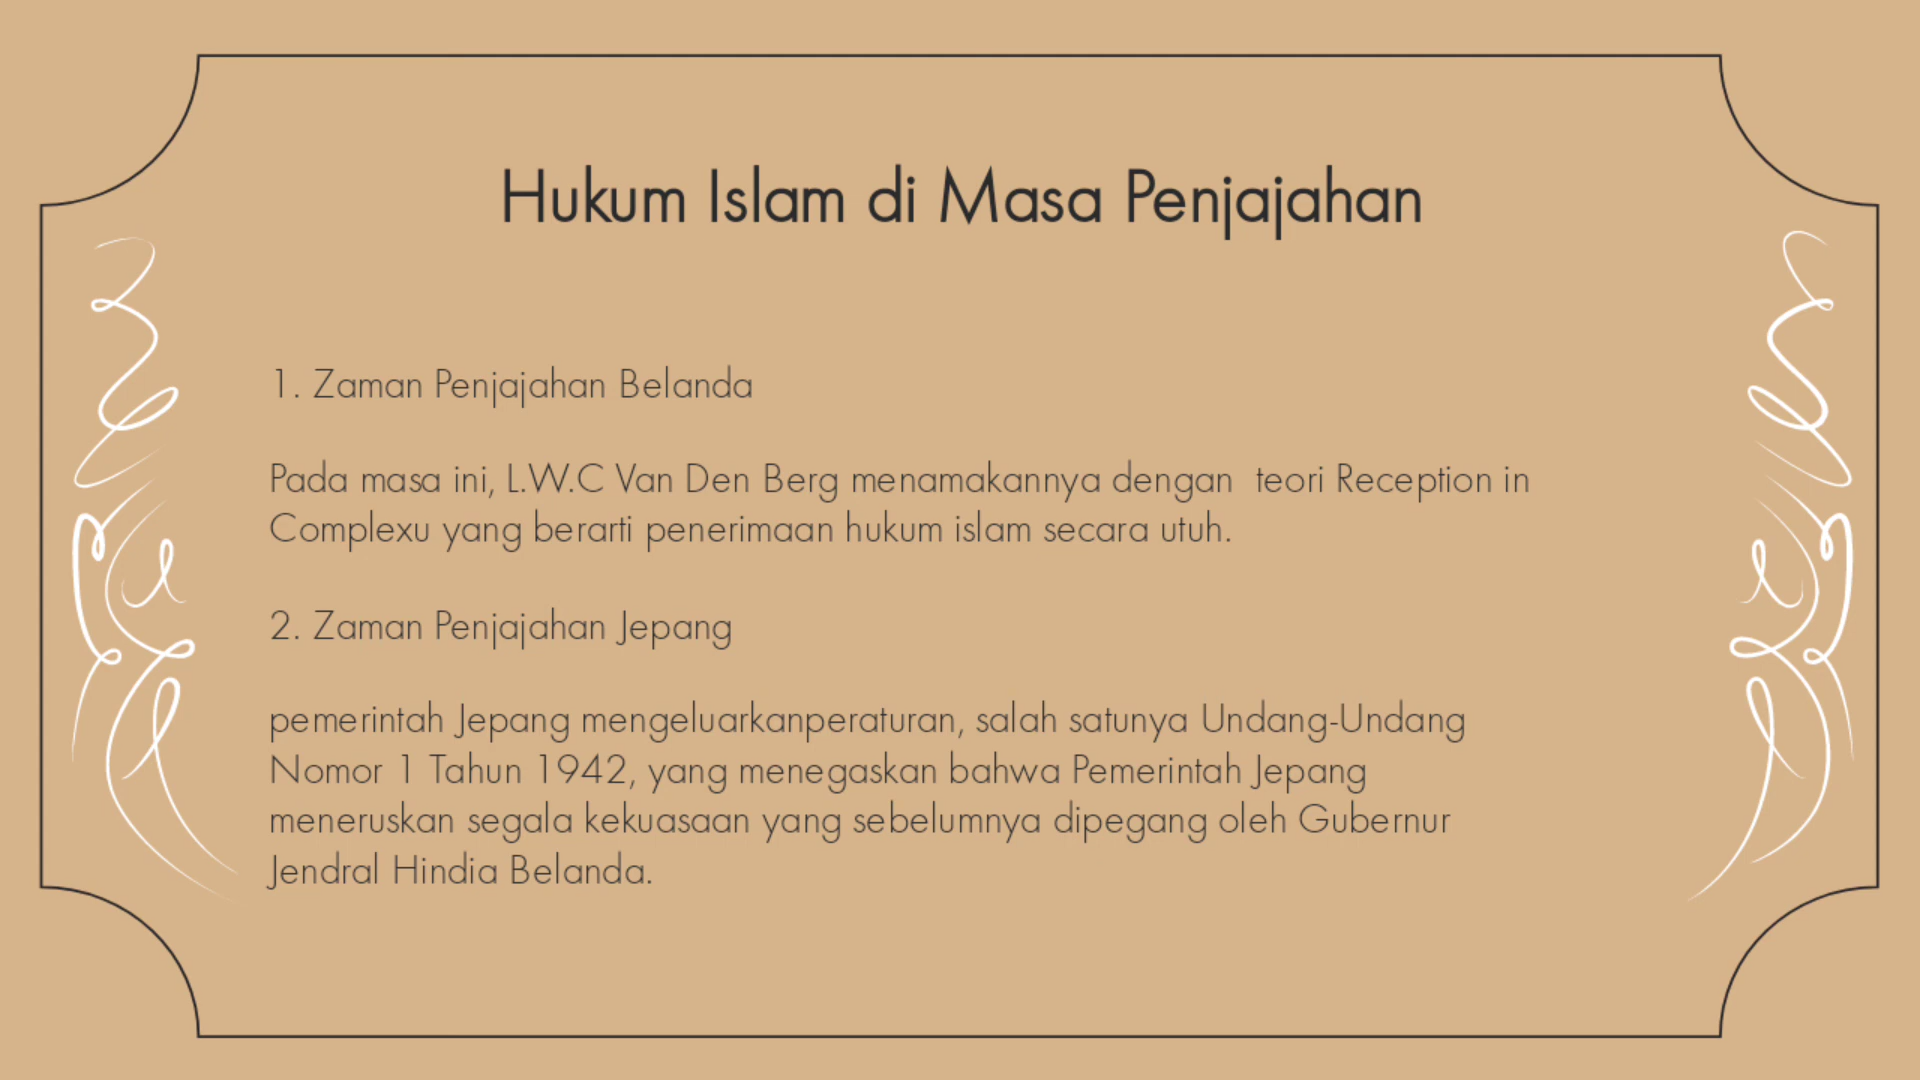 Hukum Islam di Masa Penjajahan
1. Zaman Penjajahan Belanda
Pada masa ini, L.W.C Van Den Berg menamakannya dengan  teori Reception in
Complexu yang berarti penerimaan hukum islam secara utuh.
2. Zaman Penjajahan Jepang
pemerintah Jepang mengeluarkanperaturan, salah satunya Undang-Undang
Nomor 1 Tahun 1942, yang menegaskan bahwa Pemerintah Jepang
meneruskan segala kekuasaan yang sebelumnya dipegang oleh Gubernur
Jendral Hindia Belanda.